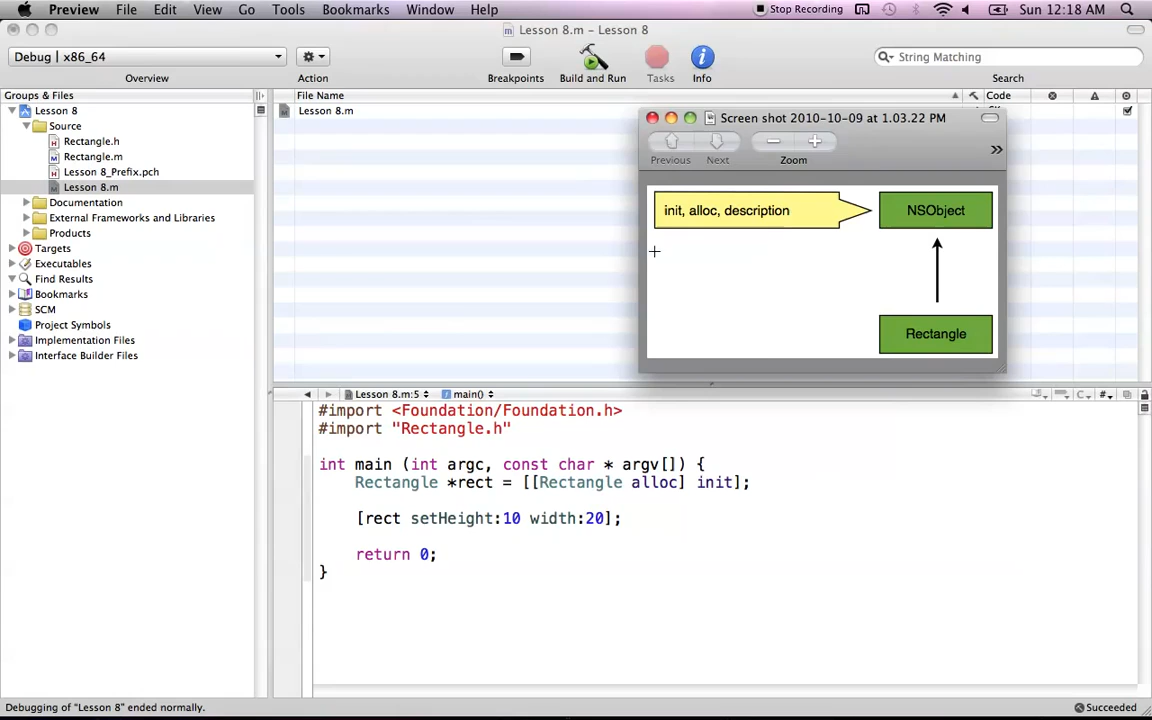 Preview File Edit View Go Tools Bookmarks Window Help Stop Recording Sun 12:18 AM
Lesson 8.m - Lesson 8
Debug | x86_64
String Matching
Overview Action Breakpoints Build and Run Tasks Info Search
Groups & Files
File Name Code
Lesson 8
Lesson 8.m
Source
Rectangle.h
Rectangle.m
Lesson 8_Prefix.pch
Lesson 8.m
Documentation
External Frameworks and Libraries
Products
Targets
Executables
Find Results
Bookmarks
SCM
Project Symbols
Implementation Files
Interface Builder Files
Screen shot 2010-10-09 at 1.03.22 PM
Previous Next Zoom
init, alloc, description NSObject
Rectangle
Lesson 8.m:5 main()
#import <Foundation/Foundation.h>
#import "Rectangle.h"
int main (int argc, const char * argv[]) {
Rectangle *rect = [[Rectangle alloc] init];
[rect setHeight:10 width:20];
return 0;
}
Debugging of "Lesson 8" ended normally. Succeeded